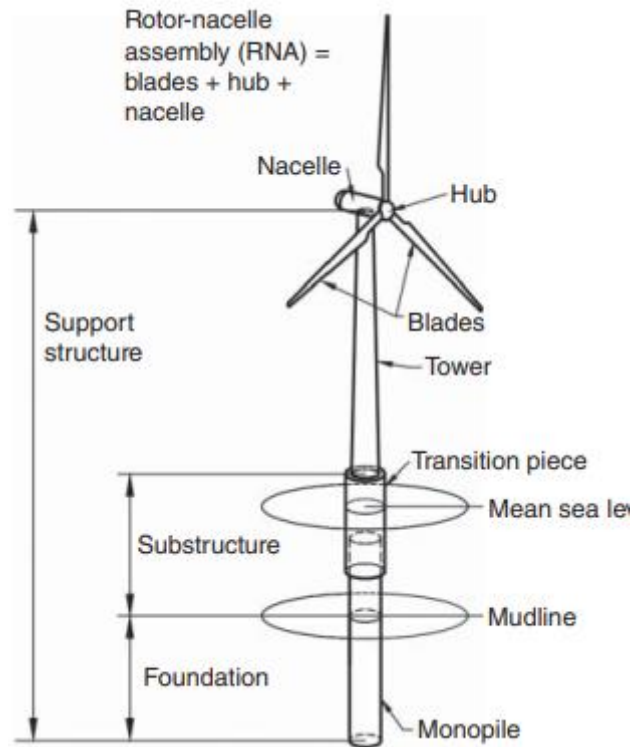 Rotor-nacelle
assembly (RNA) =
blades + hub +
nacelle
Nacelle
Hub
Support
structure
Blades
Tower
Transition piece
Mean sea lev
Substructure
Mudline
Foundation
Monopile